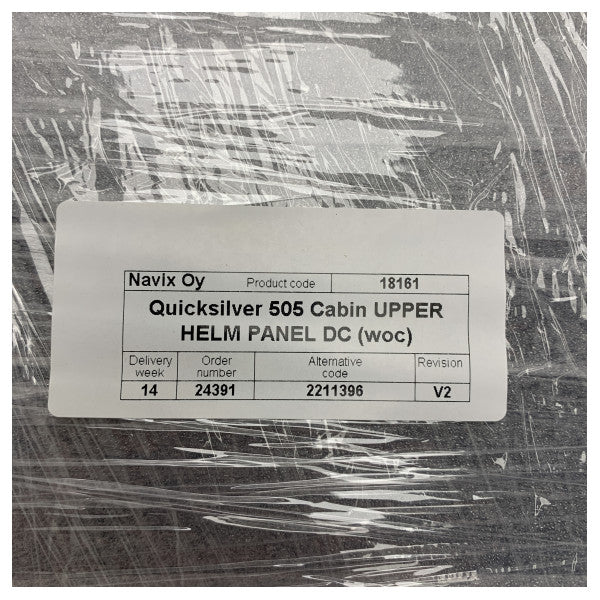 Navix Oy Product code 18161
Quicksilver 505 Cabin UPPER
HELM PANEL DC (woc)
Delivery week Order number Alternative code Revision
14 24391 2211396 V2